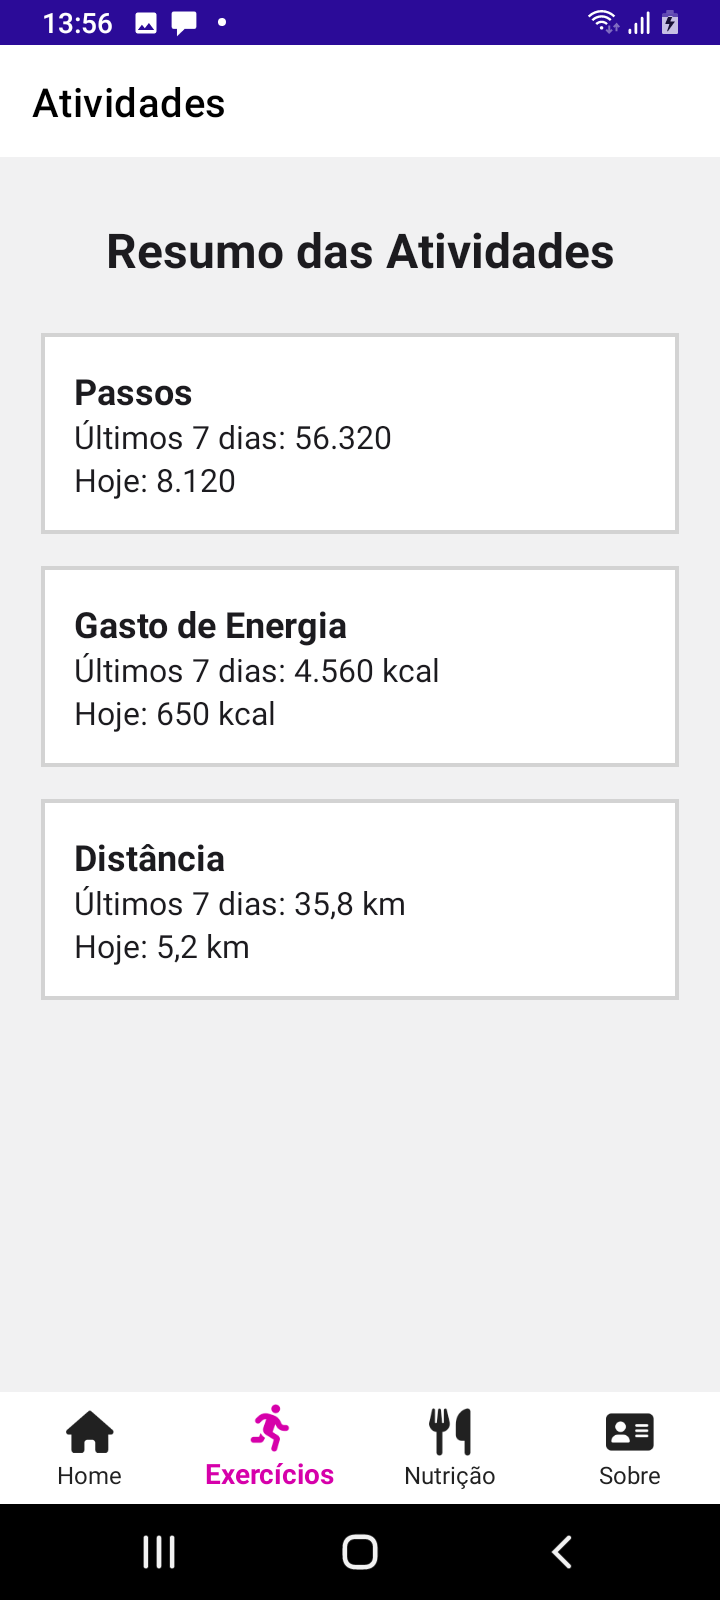 13:56
Atividades
Resumo das Atividades
Passos
Últimos 7 dias: 56.320
Hoje: 8.120
Gasto de Energia
Últimos 7 dias: 4.560 kcal
Hoje: 650 kcal
Distância
Últimos 7 dias: 35,8 km
Hoje: 5,2 km
Home Exercícios Nutrição Sobre